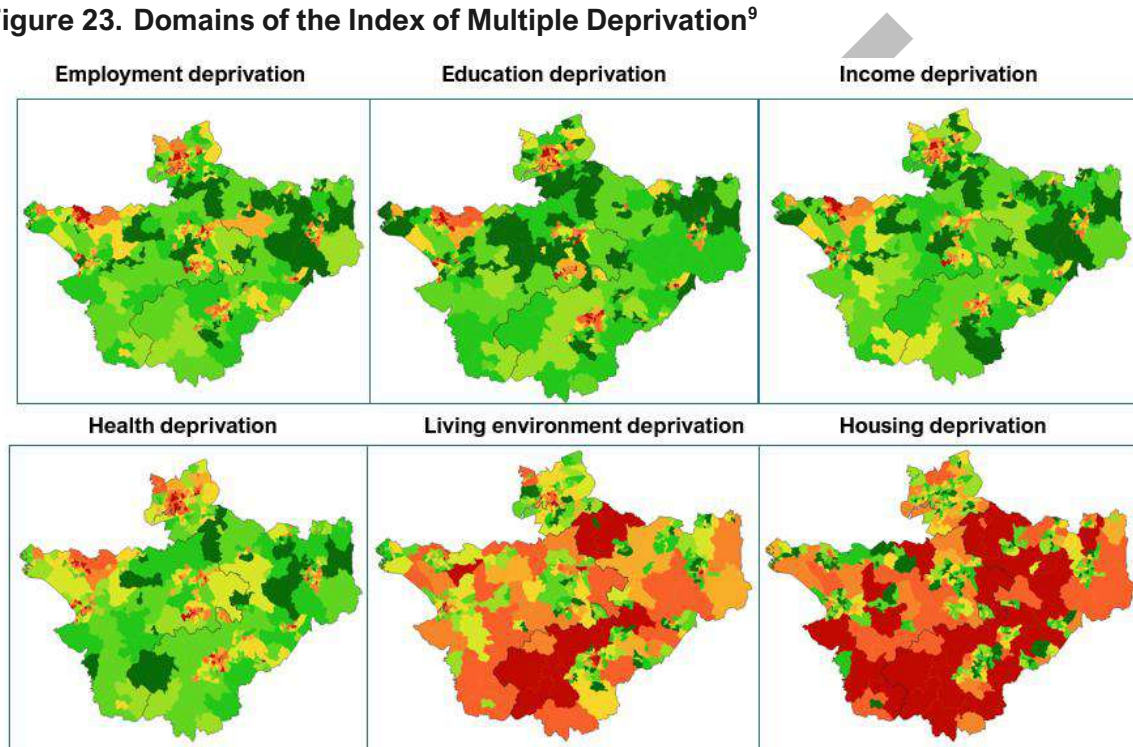 igure 23. Domains of the Index of Multiple Deprivation⁹
Employment deprivation
Education deprivation
Income deprivation
Health deprivation
Living environment deprivation
Housing deprivation